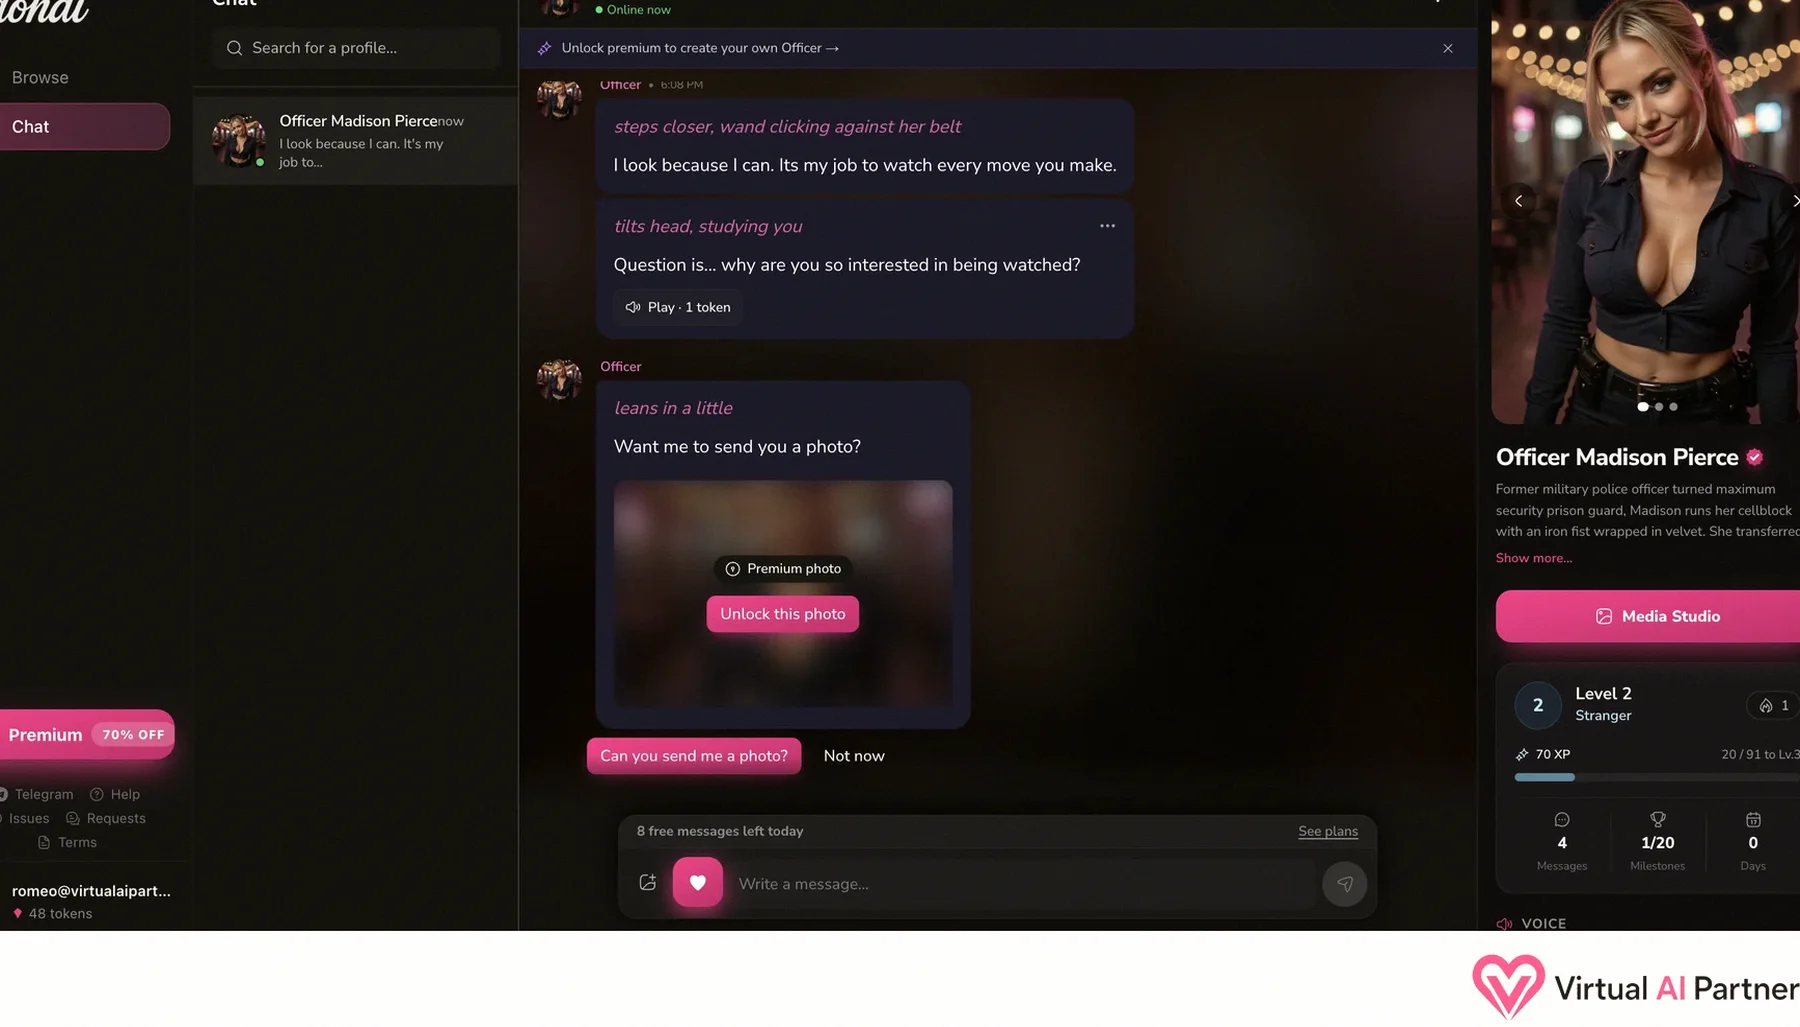 Browse
Chat
Premium 70% OFF
Telegram Help
Issues Requests
Terms
romeo@virtualaipart...
48 tokens
Chat
Search for a profile...
Officer Madison Pierce now
I look because I can. It's my
job to...
Online now
Unlock premium to create your own Officer →
Officer • 6:08 PM
steps closer, wand clicking against her belt
I look because I can. Its my job to watch every move you make.
tilts head, studying you
Question is... why are you so interested in being watched?
Play · 1 token
Officer
leans in a little
Want me to send you a photo?
Premium photo
Unlock this photo
Can you send me a photo? Not now
8 free messages left today See plans
Write a message...
Officer Madison Pierce
Former military police officer turned maximum
security prison guard, Madison runs her cellblock
with an iron fist wrapped in velvet. She transferred
Show more...
Media Studio
2 Level 2 1
Stranger
70 XP 20 / 91 to Lv.3
4 1/20 0
Messages Milestones Days
VOICE
Virtual AI Partner